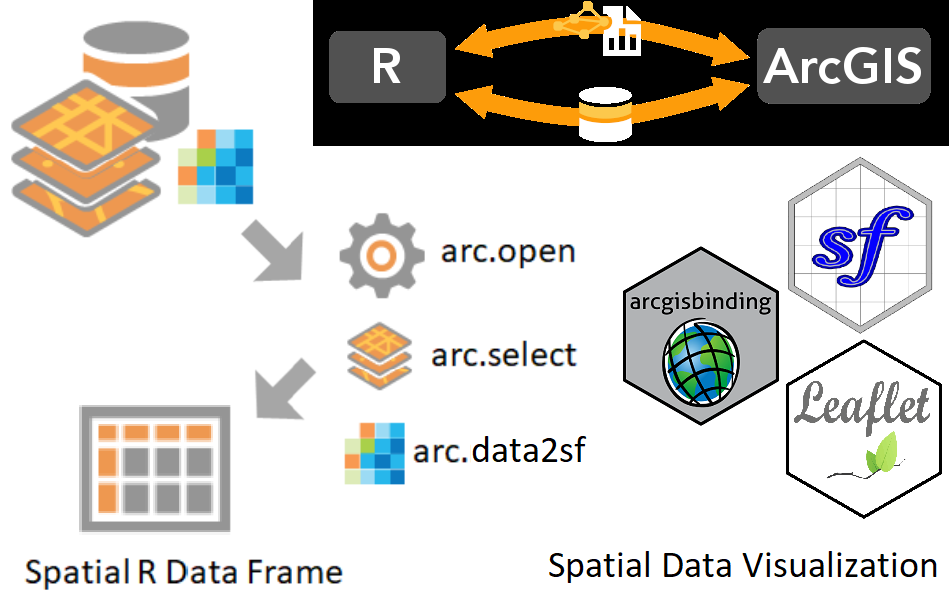 R
ArcGIS
arc.open
arc.select
arc.data2sf
sf
arcgisbinding
Leaflet
Spatial R Data Frame
Spatial Data Visualization